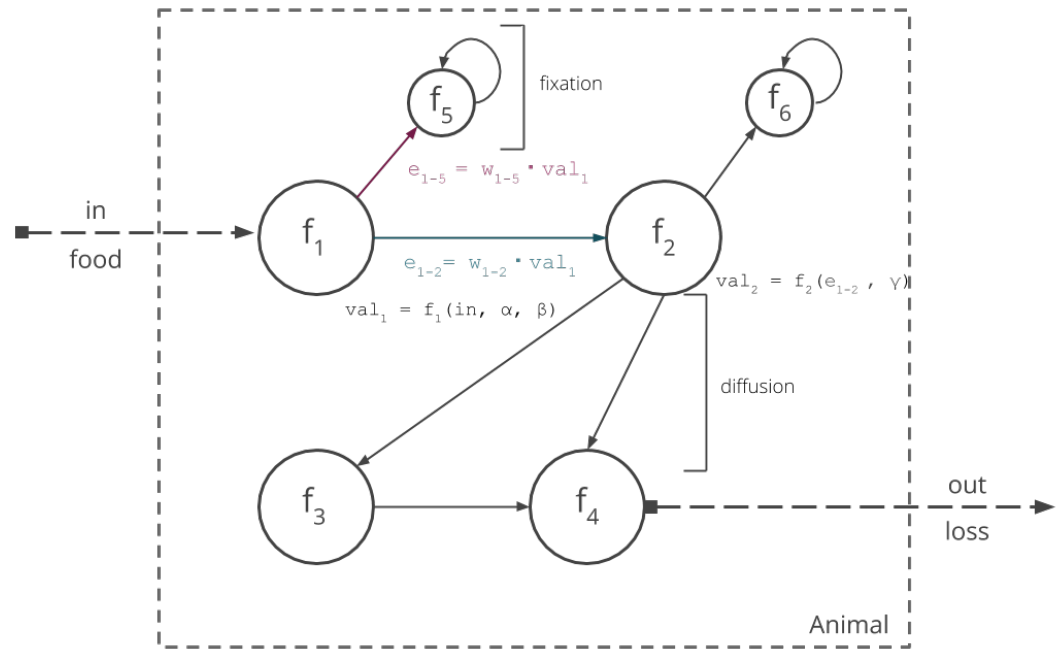 f₅
fixation
f₆
e₁₋₅ = w₁₋₅ · val₁
in
food
f₁
f₂
e₁₋₂= w₁₋₂ · val₁
val₂ = f₂(e₁₋₂ , γ)
val₁ = f₁(in, α, β)
diffusion
f₃
f₄
out
loss
Animal